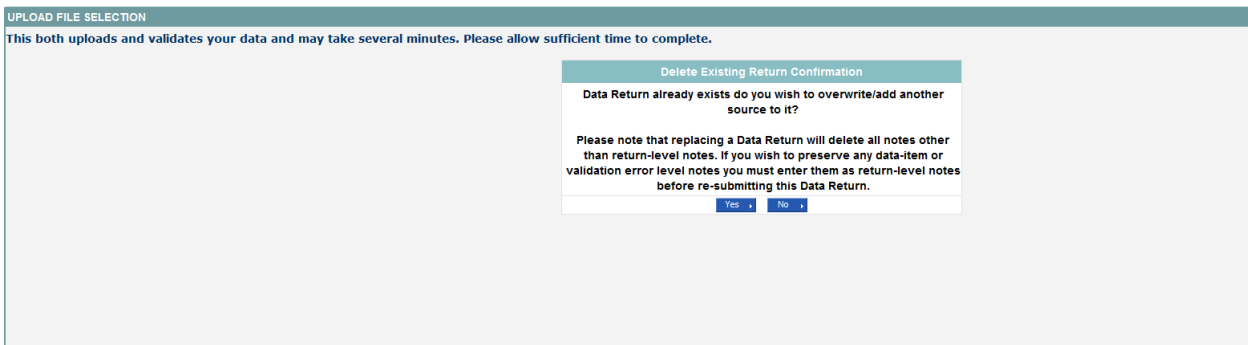 UPLOAD FILE SELECTION
This both uploads and validates your data and may take several minutes. Please allow sufficient time to complete.
Delete Existing Return Confirmation
Data Return already exists do you wish to overwrite/add another
source to it?
Please note that replacing a Data Return will delete all notes other
than return-level notes. If you wish to preserve any data-item or
validation error level notes you must enter them as return-level notes
before re-submitting this Data Return.
Yes No